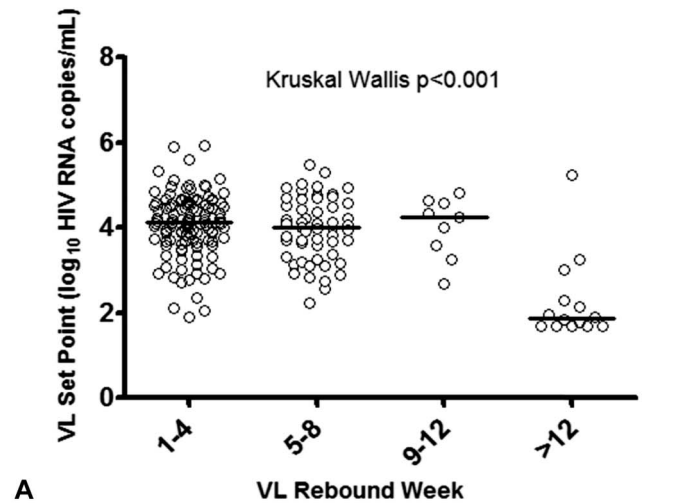 VL Set Point (log10 HIV RNA copies/mL)
8
6
4
2
0
Kruskal Wallis p<0.001
1-4
5-8
9-12
>12
VL Rebound Week
A